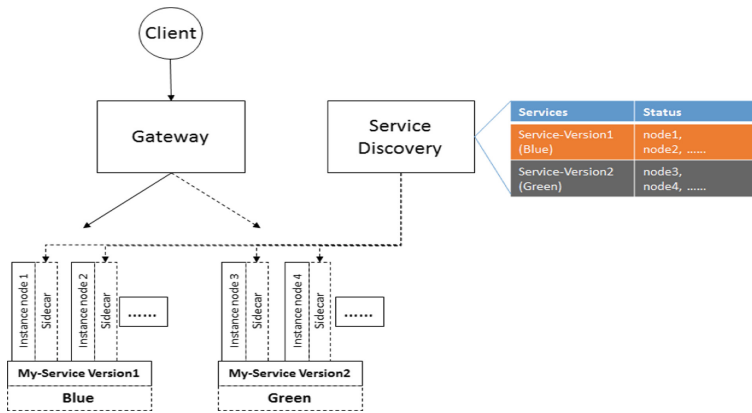 Client
Gateway
Service
Discovery
Services Status
Service-Version1 node1,
(Blue) node2, ......
Service-Version2 node3,
(Green) node4, ......
Instance node 1
Sidecar
Instance node 2
Sidecar
......
Instance node 3
Sidecar
Instance node 4
Sidecar
......
My-Service Version1
Blue
My-Service Version2
Green